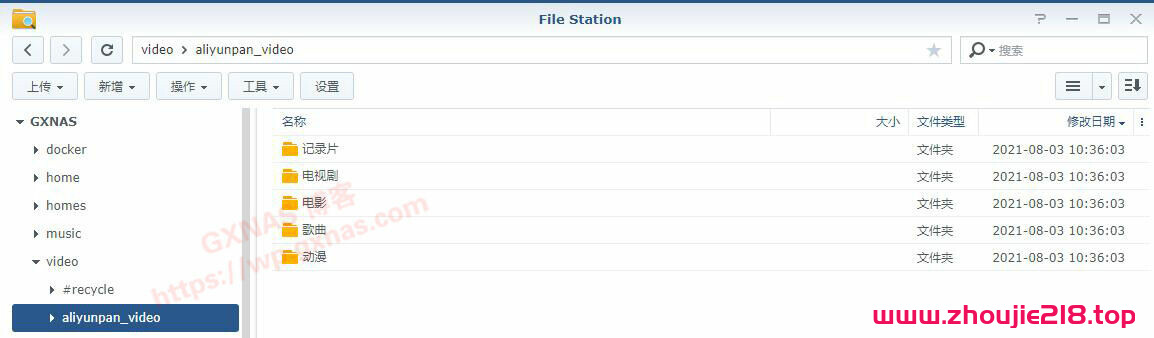 File Station
video > aliyunpan_video
搜索
上传 新增 操作 工具 设置
GXNAS
docker
home
homes
music
video
#recycle
aliyunpan_video
名称 大小 文件类型 修改日期
记录片 文件夹 2021-08-03 10:36:03
电视剧 文件夹 2021-08-03 10:36:03
电影 文件夹 2021-08-03 10:36:03
歌曲 文件夹 2021-08-03 10:36:03
动漫 文件夹 2021-08-03 10:36:03
GXNAS 博客
https://wp.gxnas.com
www.zhoujie218.top